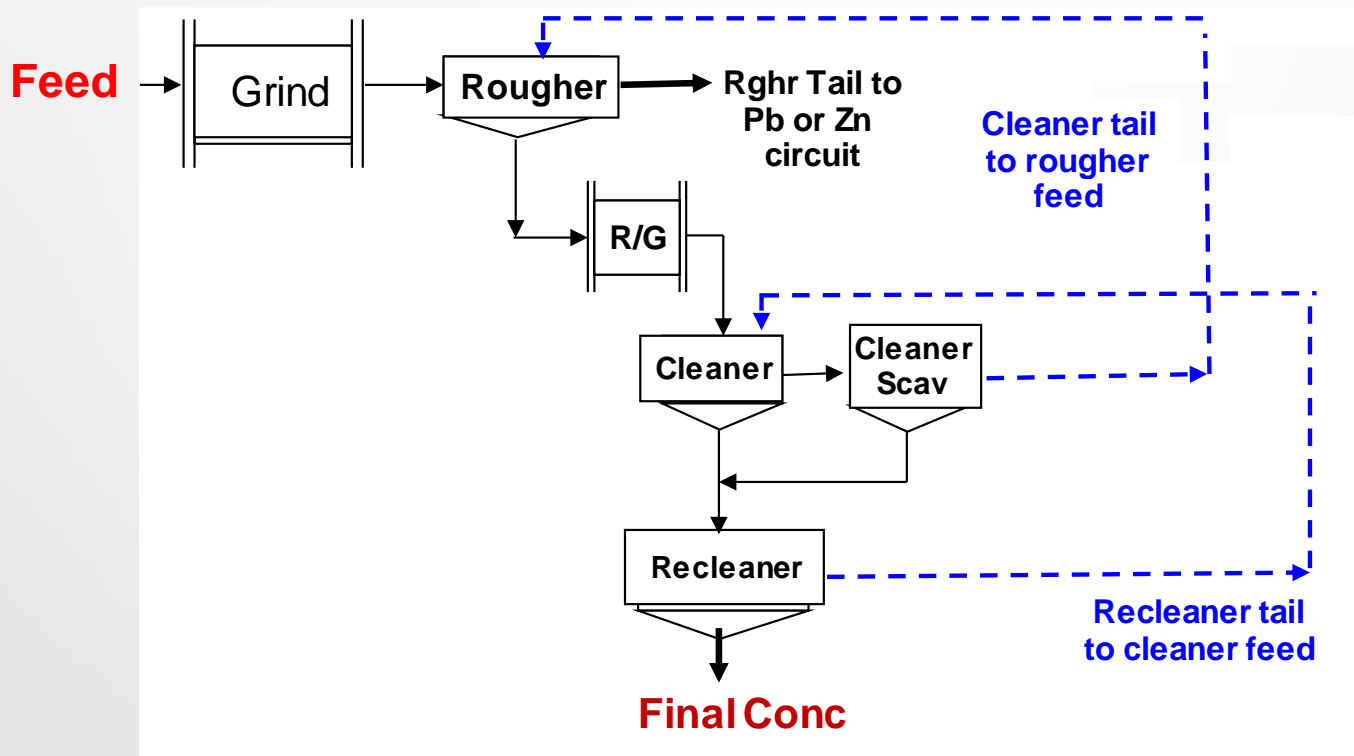 Feed
Grind
Rougher
Rghr Tail to
Pb or Zn
circuit
Cleaner tail
to rougher
feed
R/G
Cleaner
Cleaner
Scav
Recleaner
Recleaner tail
to cleaner feed
Final Conc